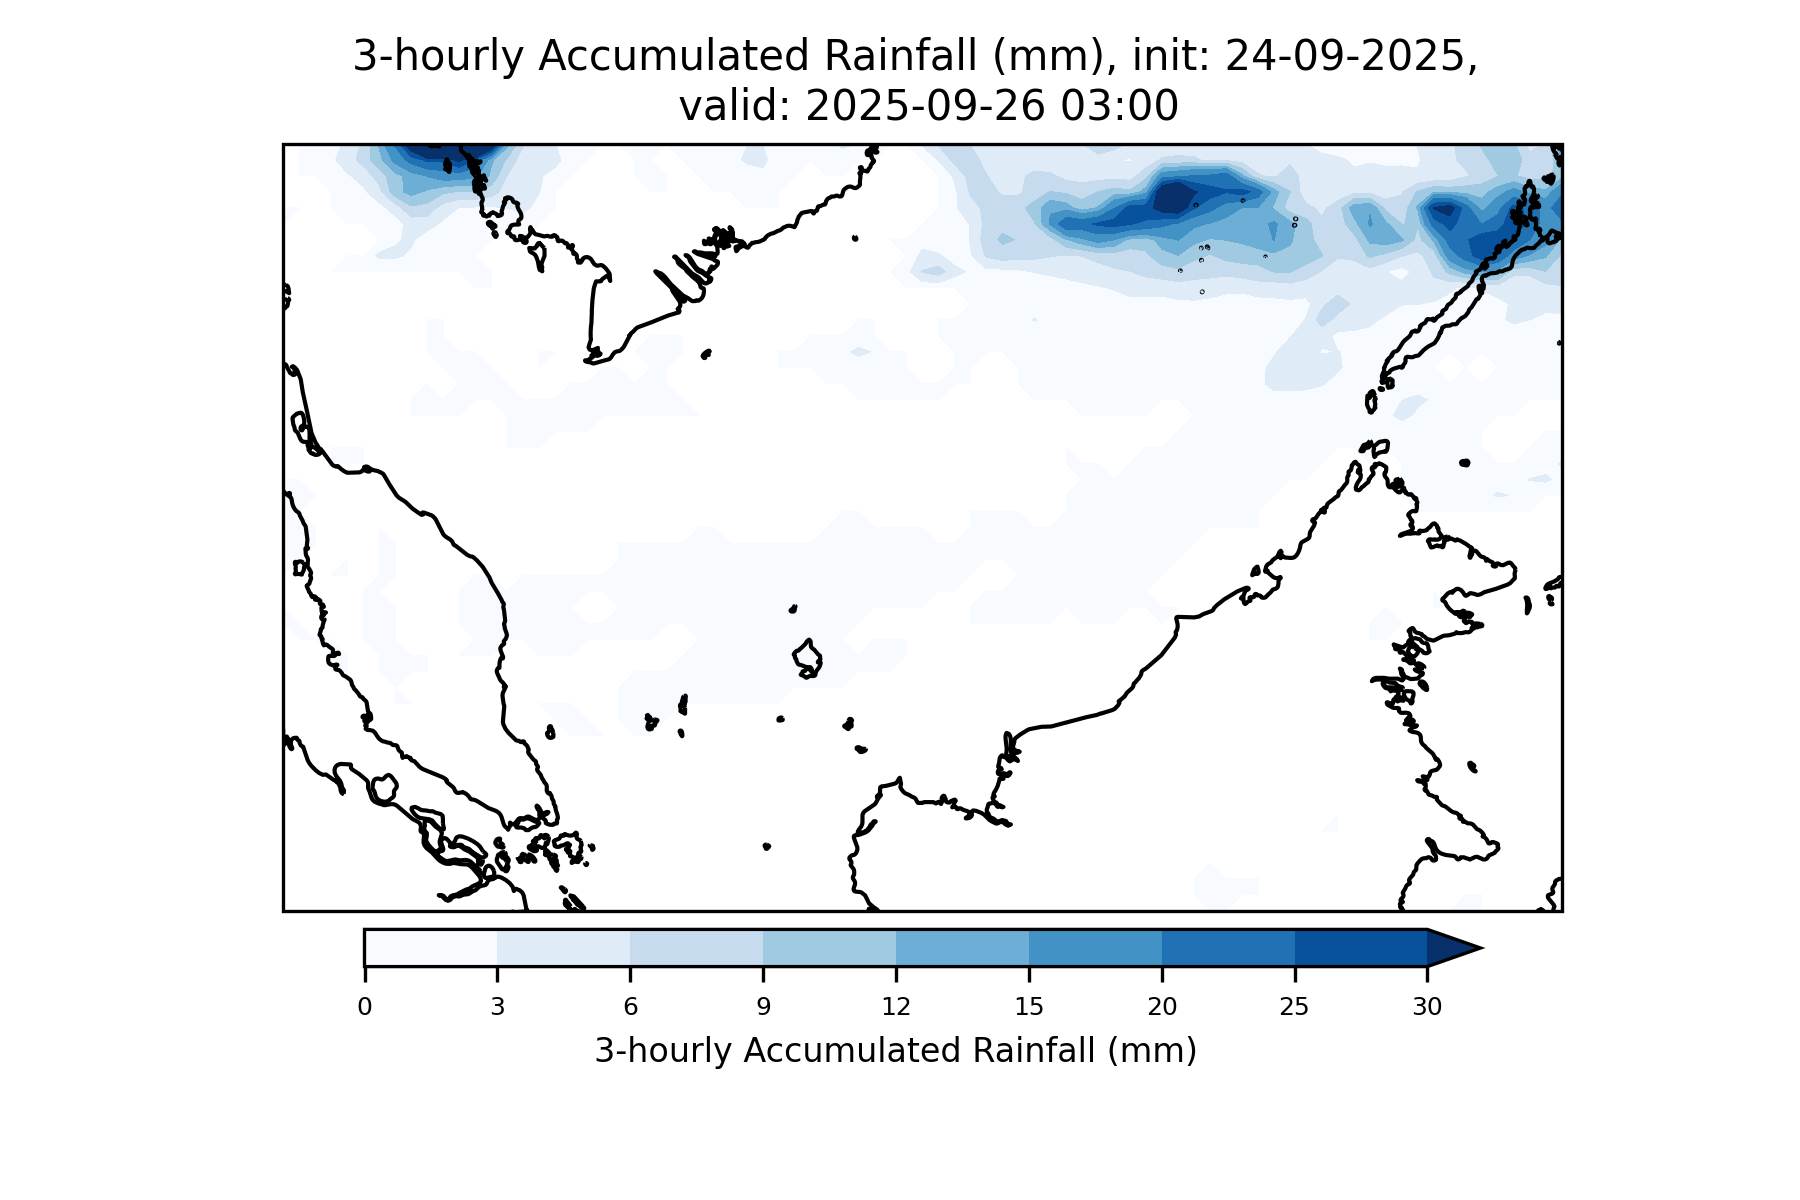 3-hourly Accumulated Rainfall (mm), init: 24-09-2025,
valid: 2025-09-26 03:00
0 3 6 9 12 15 20 25 30
3-hourly Accumulated Rainfall (mm)